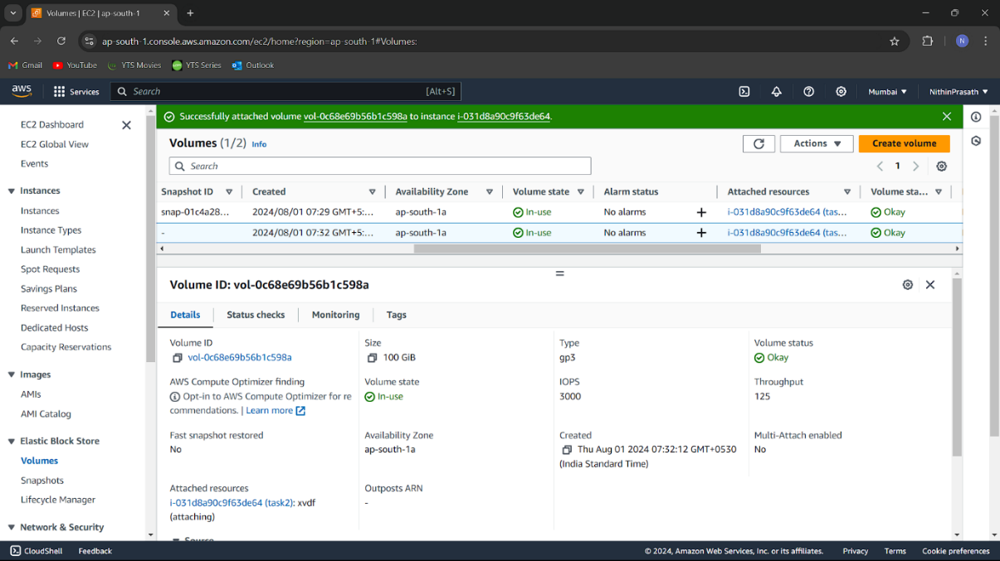 Volumes | EC2 | ap-south-1
ap-south-1.console.aws.amazon.com/ec2/home?region=ap-south-1#Volumes:
N
Gmail YouTube YTS Movies YTS Series Outlook
aws Services Search [Alt+S] Mumbai NithinPrasath
EC2 Dashboard
EC2 Global View
Events
Instances
Instances
Instance Types
Launch Templates
Spot Requests
Savings Plans
Reserved Instances
Dedicated Hosts
Capacity Reservations
Images
AMIs
AMI Catalog
Elastic Block Store
Volumes
Snapshots
Lifecycle Manager
Network & Security
Successfully attached volume vol-0c68e69b56b1c598a to instance i-031d8a90c9f63de64.
Volumes (1/2) Info
Actions Create volume
Search
1
Snapshot ID Created Availability Zone Volume state Alarm status Attached resources Volume sta...
snap-01c4a28... 2024/08/01 07:29 GMT+5:... ap-south-1a In-use No alarms + i-031d8a90c9f63de64 (tas... Okay
- 2024/08/01 07:32 GMT+5:... ap-south-1a In-use No alarms + i-031d8a90c9f63de64 (tas... Okay
Volume ID: vol-0c68e69b56b1c598a
Details Status checks Monitoring Tags
Volume ID Size Type Volume status
vol-0c68e69b56b1c598a 100 GiB gp3 Okay
AWS Compute Optimizer finding Volume state IOPS Throughput
Opt-in to AWS Compute Optimizer for re In-use 3000 125
commendations. | Learn more
Fast snapshot restored Availability Zone Created Multi-Attach enabled
No ap-south-1a Thu Aug 01 2024 07:32:12 GMT+0530 No
(India Standard Time)
Attached resources Outposts ARN
i-031d8a90c9f63de64 (task2): xvdf -
(attaching)
Source
CloudShell Feedback © 2024, Amazon Web Services, Inc. or its affiliates. Privacy Terms Cookie preferences